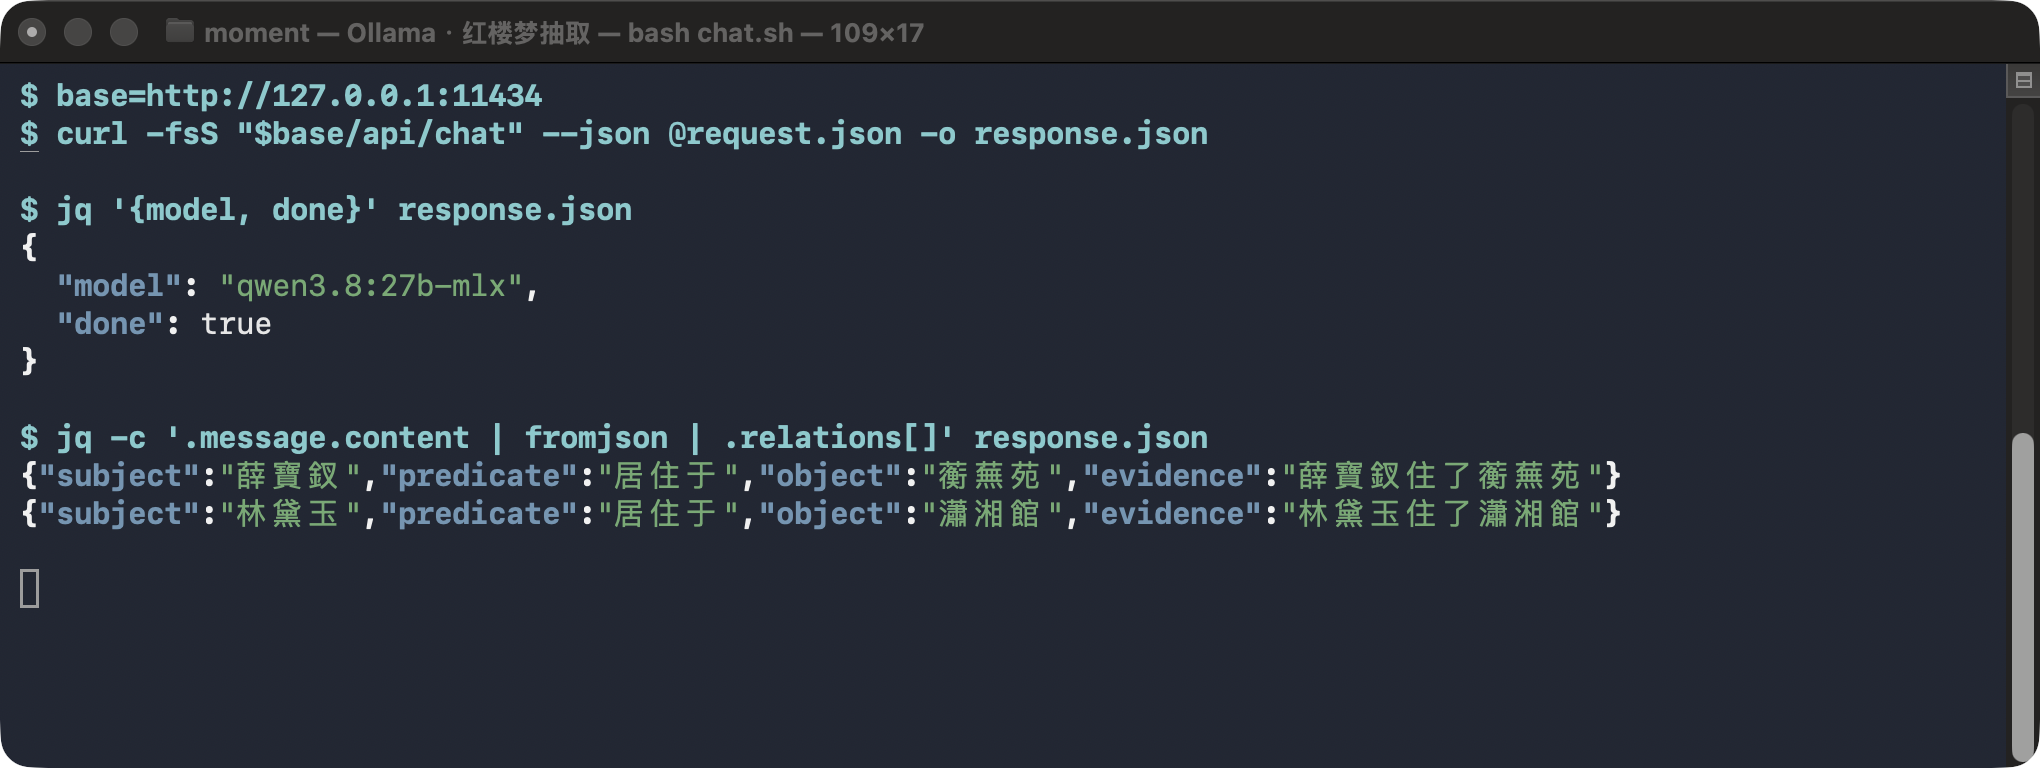 moment — Ollama · 红楼梦抽取 — bash chat.sh — 109×17
$ base=http://127.0.0.1:11434
$ curl -fsS "$base/api/chat" --json @request.json -o response.json
$ jq '{model, done}' response.json
{
  "model": "qwen3.8:27b-mlx",
  "done": true
}
$ jq -c '.message.content | fromjson | .relations[]' response.json
{"subject":"薛寶釵","predicate":"居住于","object":"蘅蕪苑","evidence":"薛寶釵住了蘅蕪苑"}
{"subject":"林黛玉","predicate":"居住于","object":"瀟湘館","evidence":"林黛玉住了瀟湘館"}